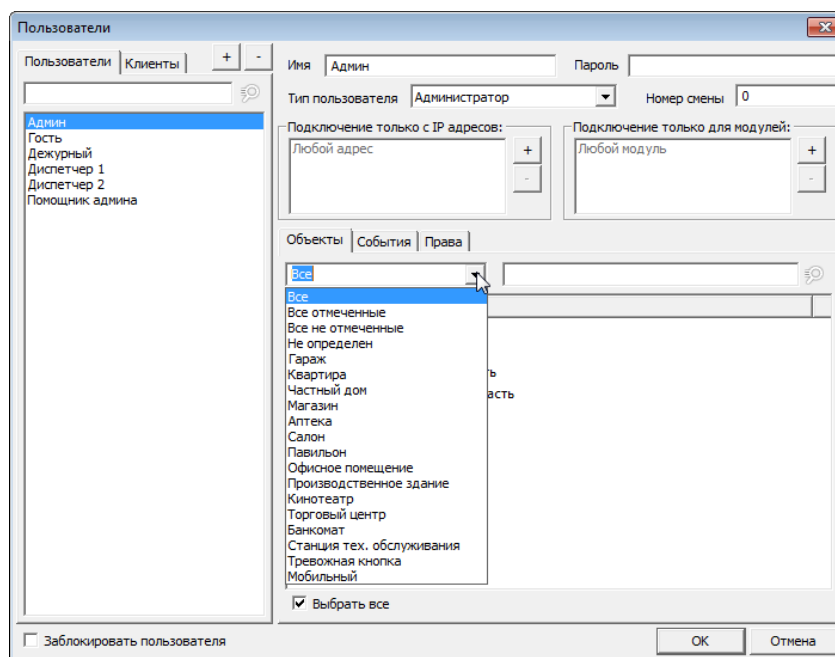 Пользователи
Пользователи Клиенты + -
Админ
Гость
Дежурный
Диспетчер 1
Диспетчер 2
Помощник админа
Заблокировать пользователя
Имя Админ Пароль
Тип пользователя Администратор Номер смены 0
Подключение только с IP адресов: Подключение только для модулей:
Любой адрес + Любой модуль +
- -
Объекты События Права
Все
Все
Все отмеченные
Все не отмеченные
Не определен
Гараж
Квартира ь
Частный дом асть
Магазин
Аптека
Салон
Павильон
Офисное помещение
Производственное здание
Кинотеатр
Торговый центр
Банкомат
Станция тех. обслуживания
Тревожная кнопка
Мобильный
Выбрать все
ОК Отмена